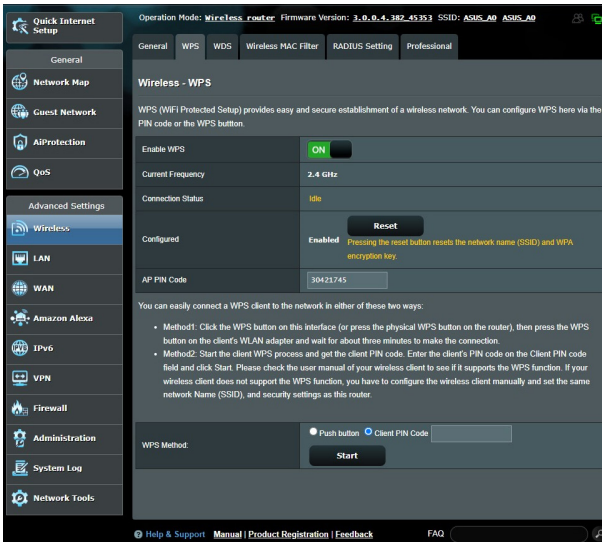 Quick Internet
Setup
Operation Mode: Wireless router Firmware Version: 3.0.0.4.382_45353 SSID: ASUS_A0 ASUS_A0
General WPS WDS Wireless MAC Filter RADIUS Setting Professional
General
Network Map
Guest Network
AiProtection
QoS
Advanced Settings
Wireless
LAN
WAN
Amazon Alexa
IPv6
VPN
Firewall
Administration
System Log
Network Tools
Wireless - WPS
WPS (WiFi Protected Setup) provides easy and secure establishment of a wireless network. You can configure WPS here via the
PIN code or the WPS buttton.
Enable WPS ON
Current Frequency 2.4 GHz
Connection Status Idle
Configured Enabled Reset
Pressing the reset button resets the network name (SSID) and WPA
encryption key.
AP PIN Code 30421745
You can easily connect a WPS client to the network in either of these two ways:
• Method1: Click the WPS button on this interface (or press the physical WPS button on the router), then press the WPS
button on the client's WLAN adapter and wait for about three minutes to make the connection.
• Method2: Start the client WPS process and get the client PIN code. Enter the client's PIN code on the Client PIN code
field and click Start. Please check the user manual of your wireless client to see if it supports the WPS function. If your
wireless client does not support the WPS function, you have to configure the wireless client manually and set the same
network Name (SSID), and security settings as this router.
WPS Method: Push button Client PIN Code
Start
Help & Support Manual | Product Registration | Feedback FAQ